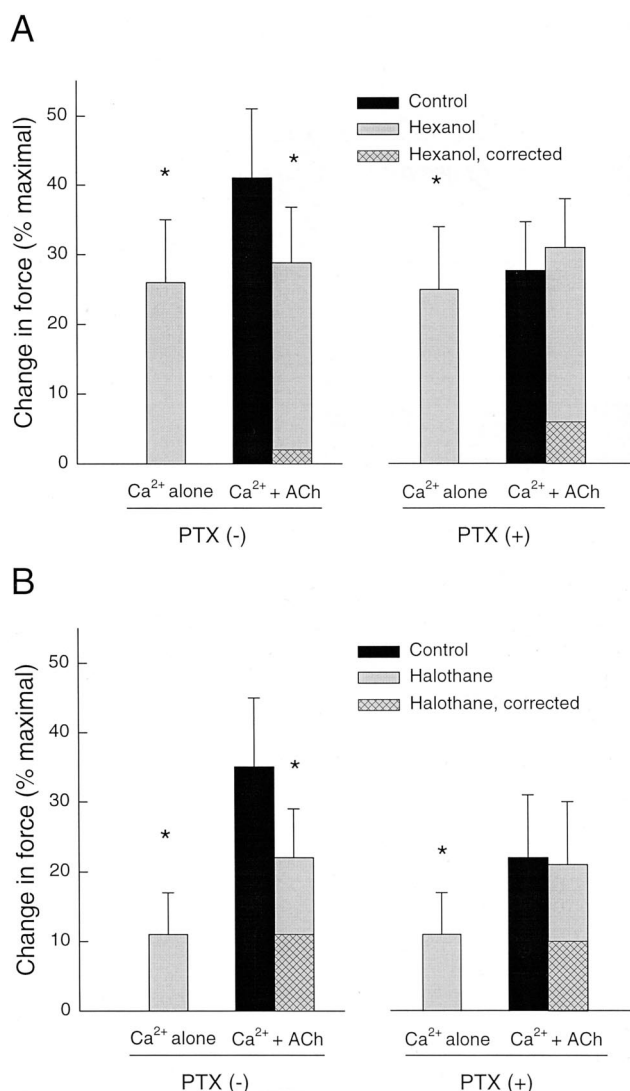 A
Change in force (% maximal)
50
40
30
20
10
0
*
*
*
Control
Hexanol
Hexanol, corrected
Ca²⁺ alone Ca²⁺ + ACh
PTX (-)
Ca²⁺ alone Ca²⁺ + ACh
PTX (+)
B
Change in force (% maximal)
50
40
30
20
10
0
*
*
*
Control
Halothane
Halothane, corrected
Ca²⁺ alone Ca²⁺ + ACh
PTX (-)
Ca²⁺ alone Ca²⁺ + ACh
PTX (+)